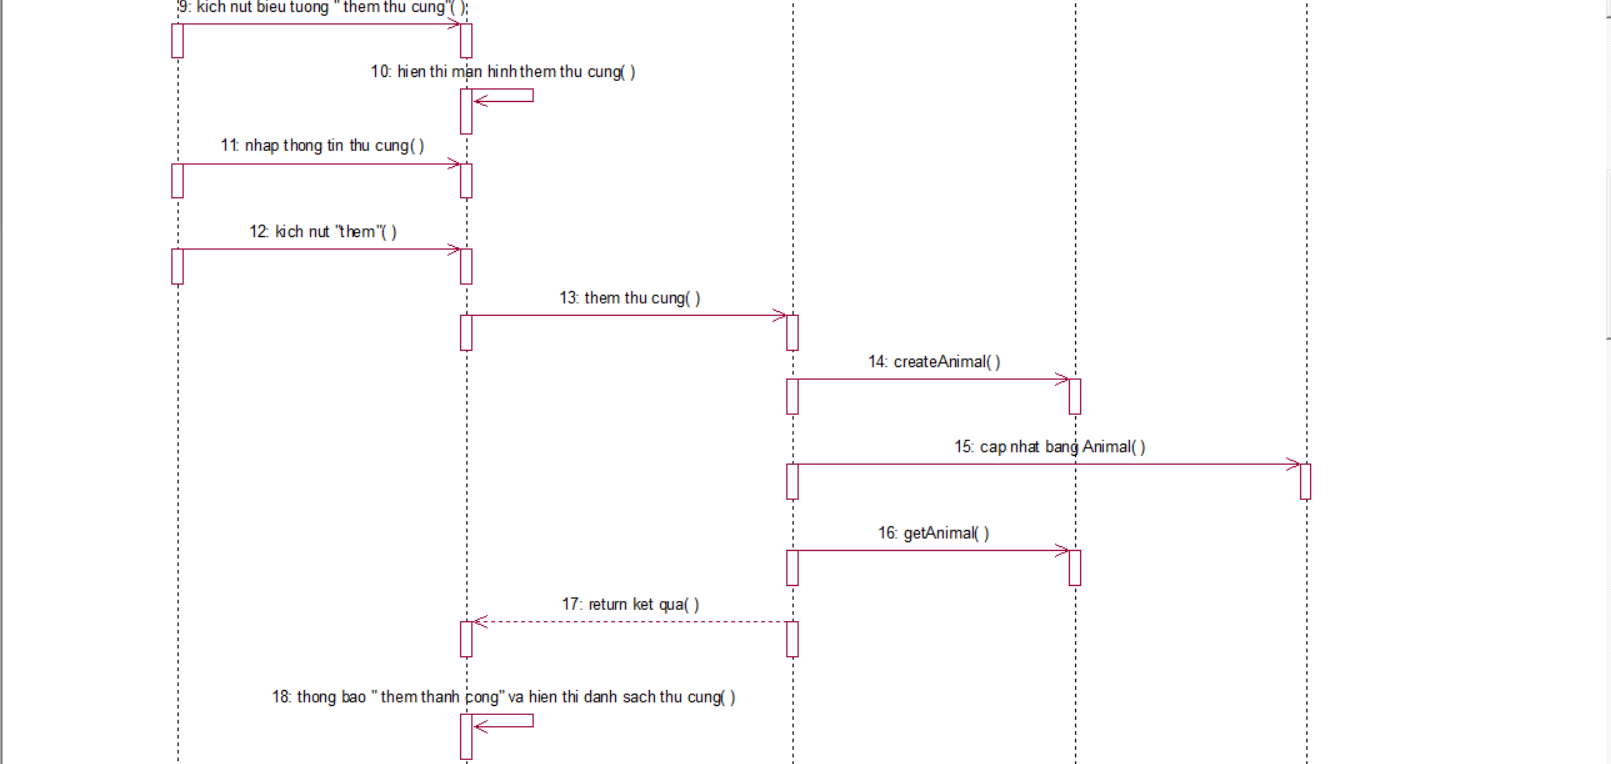 9: kich nut bieu tuong " them thu cung"( )
10: hien thi man hinh them thu cung( )
11: nhap thong tin thu cung( )
12: kich nut "them"( )
13: them thu cung( )
14: createAnimal( )
15: cap nhat bang Animal( )
16: getAnimal( )
17: return ket qua( )
18: thong bao " them thanh cong" va hien thi danh sach thu cung( )